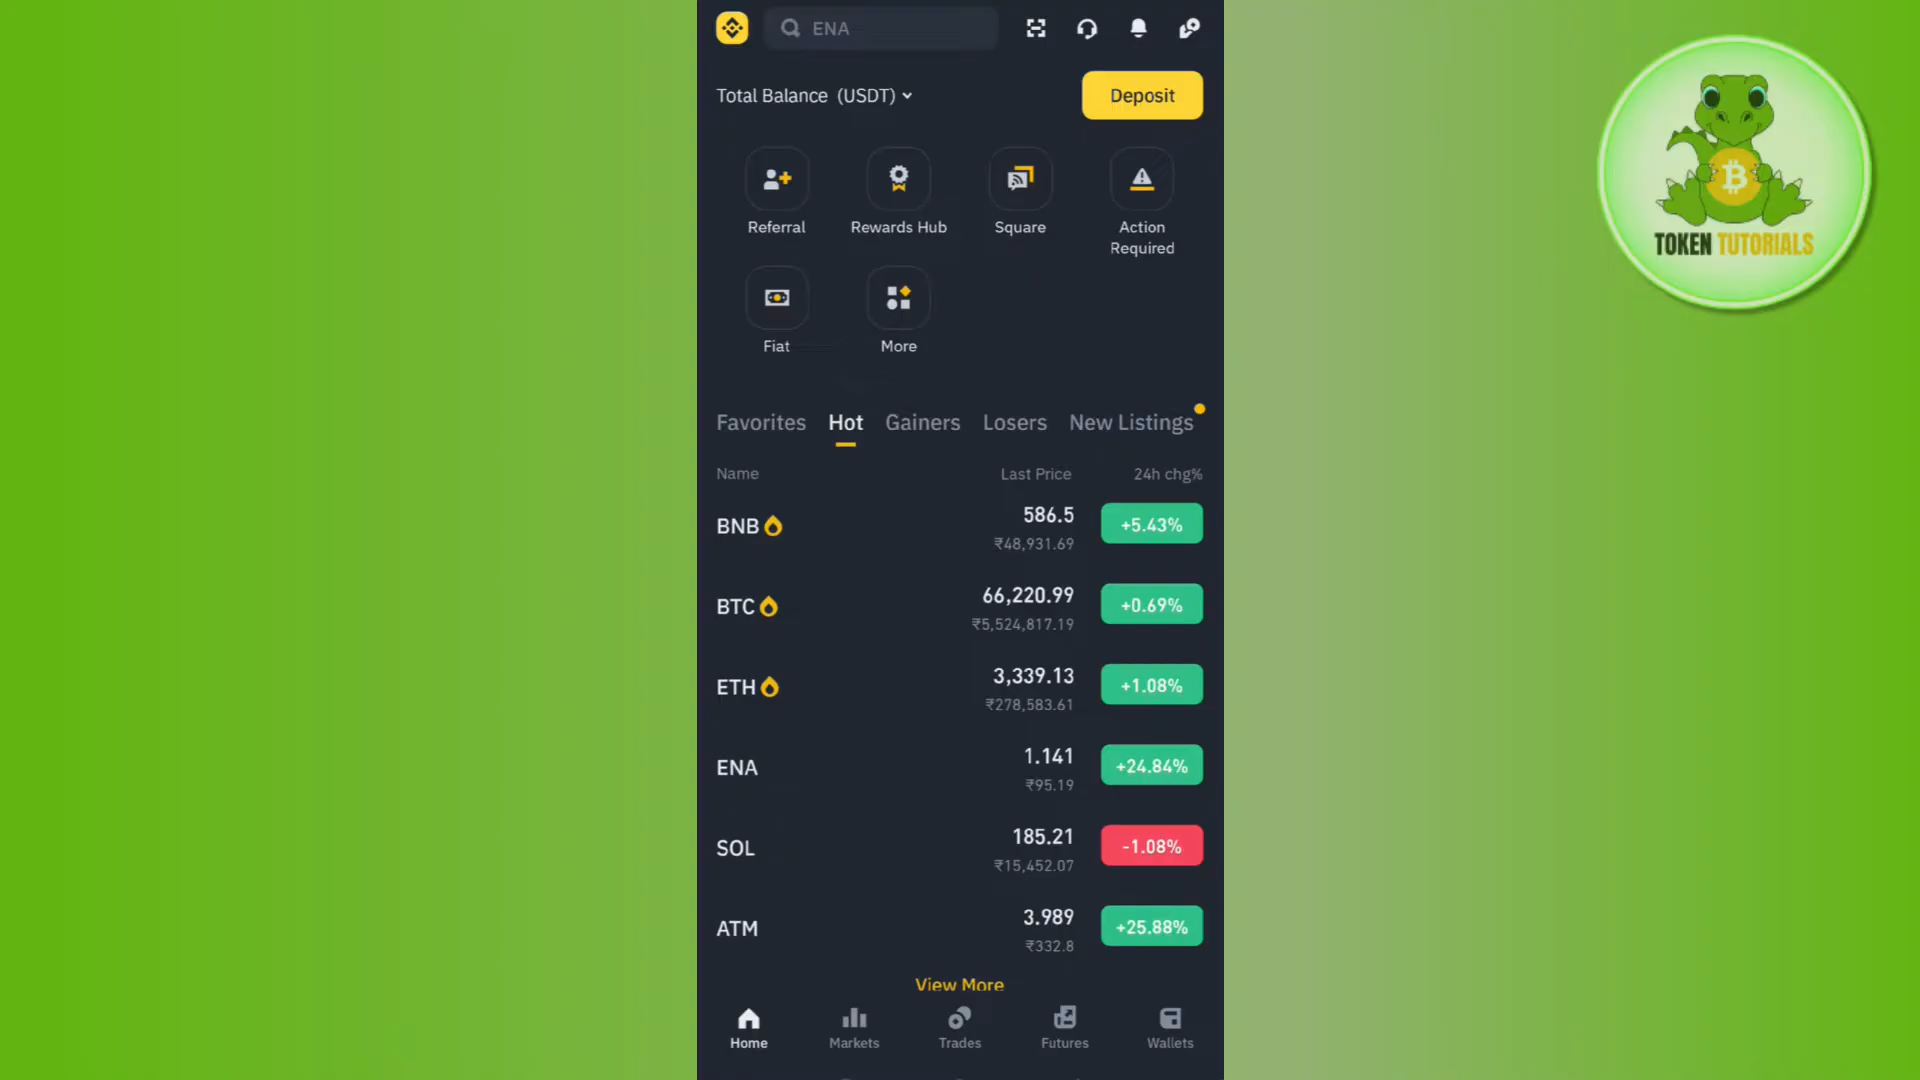 ENA
Total Balance (USDT)
Deposit
Referral
Rewards Hub
Square
Action
Required
Fiat
More
Favorites Hot Gainers Losers New Listings
Name Last Price 24h chg%
BNB 586.5 +5.43%
₹48,931.69
BTC 66,220.99 +0.69%
₹5,524,817.19
ETH 3,339.13 +1.08%
₹278,583.61
ENA 1.141 +24.84%
₹95.19
SOL 185.21 -1.08%
₹15,452.07
ATM 3.989 +25.88%
₹332.8
View More
Home Markets Trades Futures Wallets
TOKEN TUTORIALS